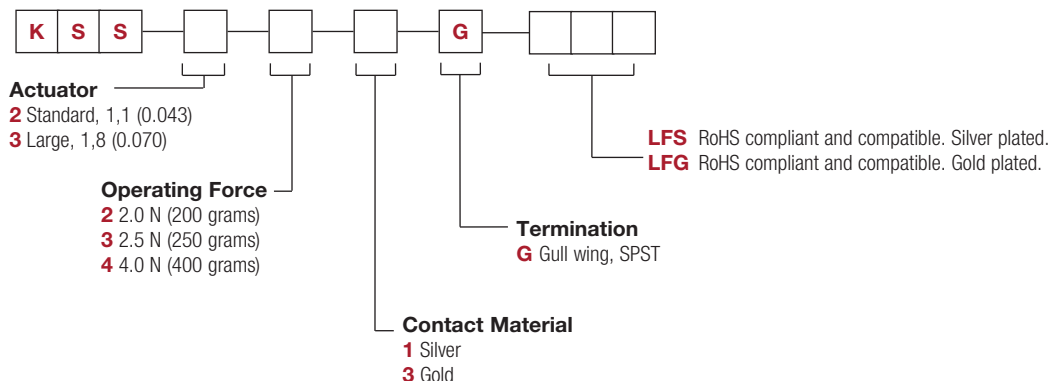 K S S G
Actuator
2 Standard, 1,1 (0.043)
3 Large, 1,8 (0.070)
LFS RoHS compliant and compatible. Silver plated.
LFG RoHS compliant and compatible. Gold plated.
Operating Force
2 2.0 N (200 grams)
3 2.5 N (250 grams)
4 4.0 N (400 grams)
Termination
G Gull wing, SPST
Contact Material
1 Silver
3 Gold